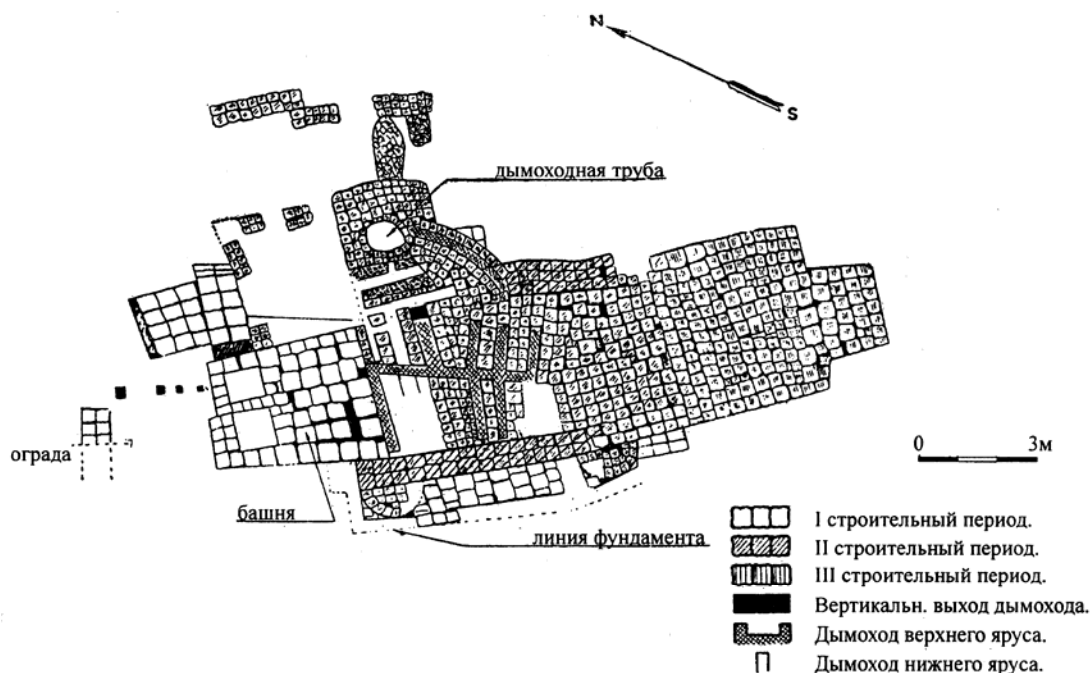 N
S
дымоходная труба
ограда
0 3м
башня
линия фундамента
I строительный период.
II строительный период.
III строительный период.
Вертикальн. выход дымохода.
Дымоход верхнего яруса.
Дымоход нижнего яруса.